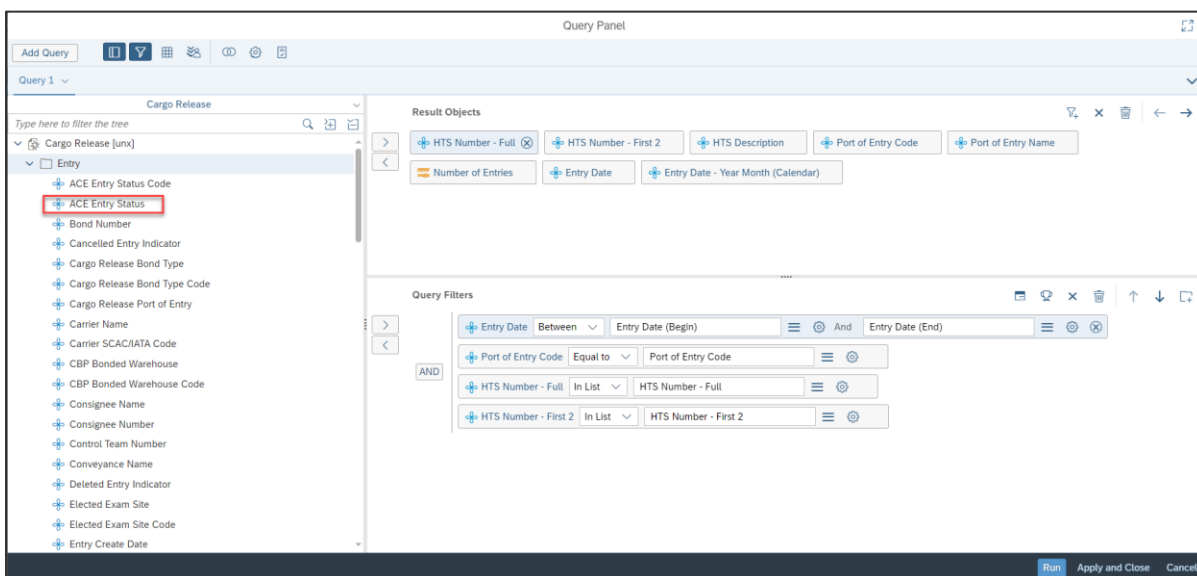 Query Panel
Add Query
Query 1
Cargo Release
Type here to filter the tree
Cargo Release [unx]
Entry
ACE Entry Status Code
ACE Entry Status
Bond Number
Cancelled Entry Indicator
Cargo Release Bond Type
Cargo Release Bond Type Code
Cargo Release Port of Entry
Carrier Name
Carrier SCAC/IATA Code
CBP Bonded Warehouse
CBP Bonded Warehouse Code
Consignee Name
Consignee Number
Control Team Number
Conveyance Name
Deleted Entry Indicator
Elected Exam Site
Elected Exam Site Code
Entry Create Date
Result Objects
HTS Number - Full HTS Number - First 2 HTS Description Port of Entry Code Port of Entry Name
Number of Entries Entry Date Entry Date - Year Month (Calendar)
Query Filters
AND
Entry Date Between Entry Date (Begin) And Entry Date (End)
Port of Entry Code Equal to Port of Entry Code
HTS Number - Full In List HTS Number - Full
HTS Number - First 2 In List HTS Number - First 2
Run Apply and Close Cancel